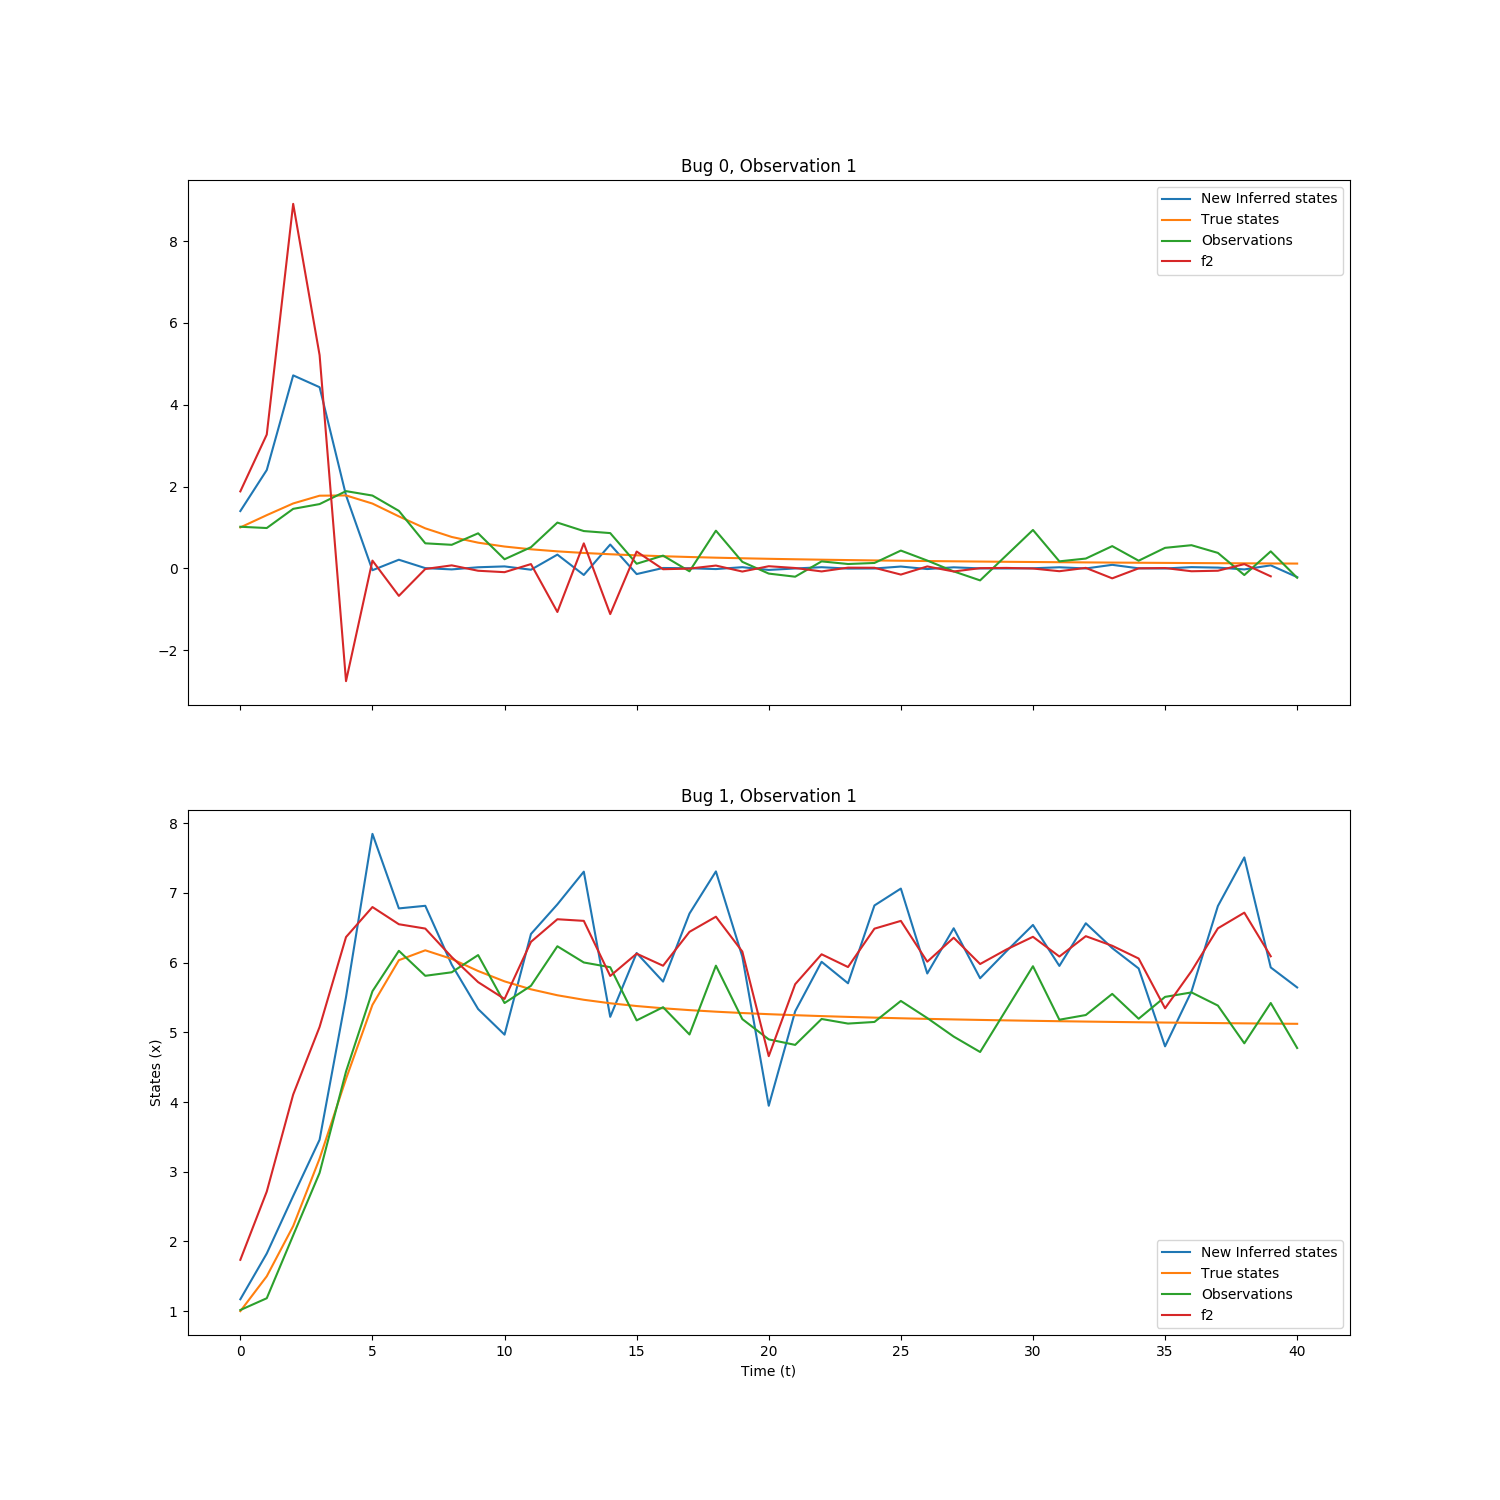 Bug 0, Observation 1
8
6
4
2
0
−2
New Inferred states
True states
Observations
f2
Bug 1, Observation 1
States (x)
8
7
6
5
4
3
2
1
New Inferred states
True states
Observations
f2
0 5 10 15 20 25 30 35 40
Time (t)